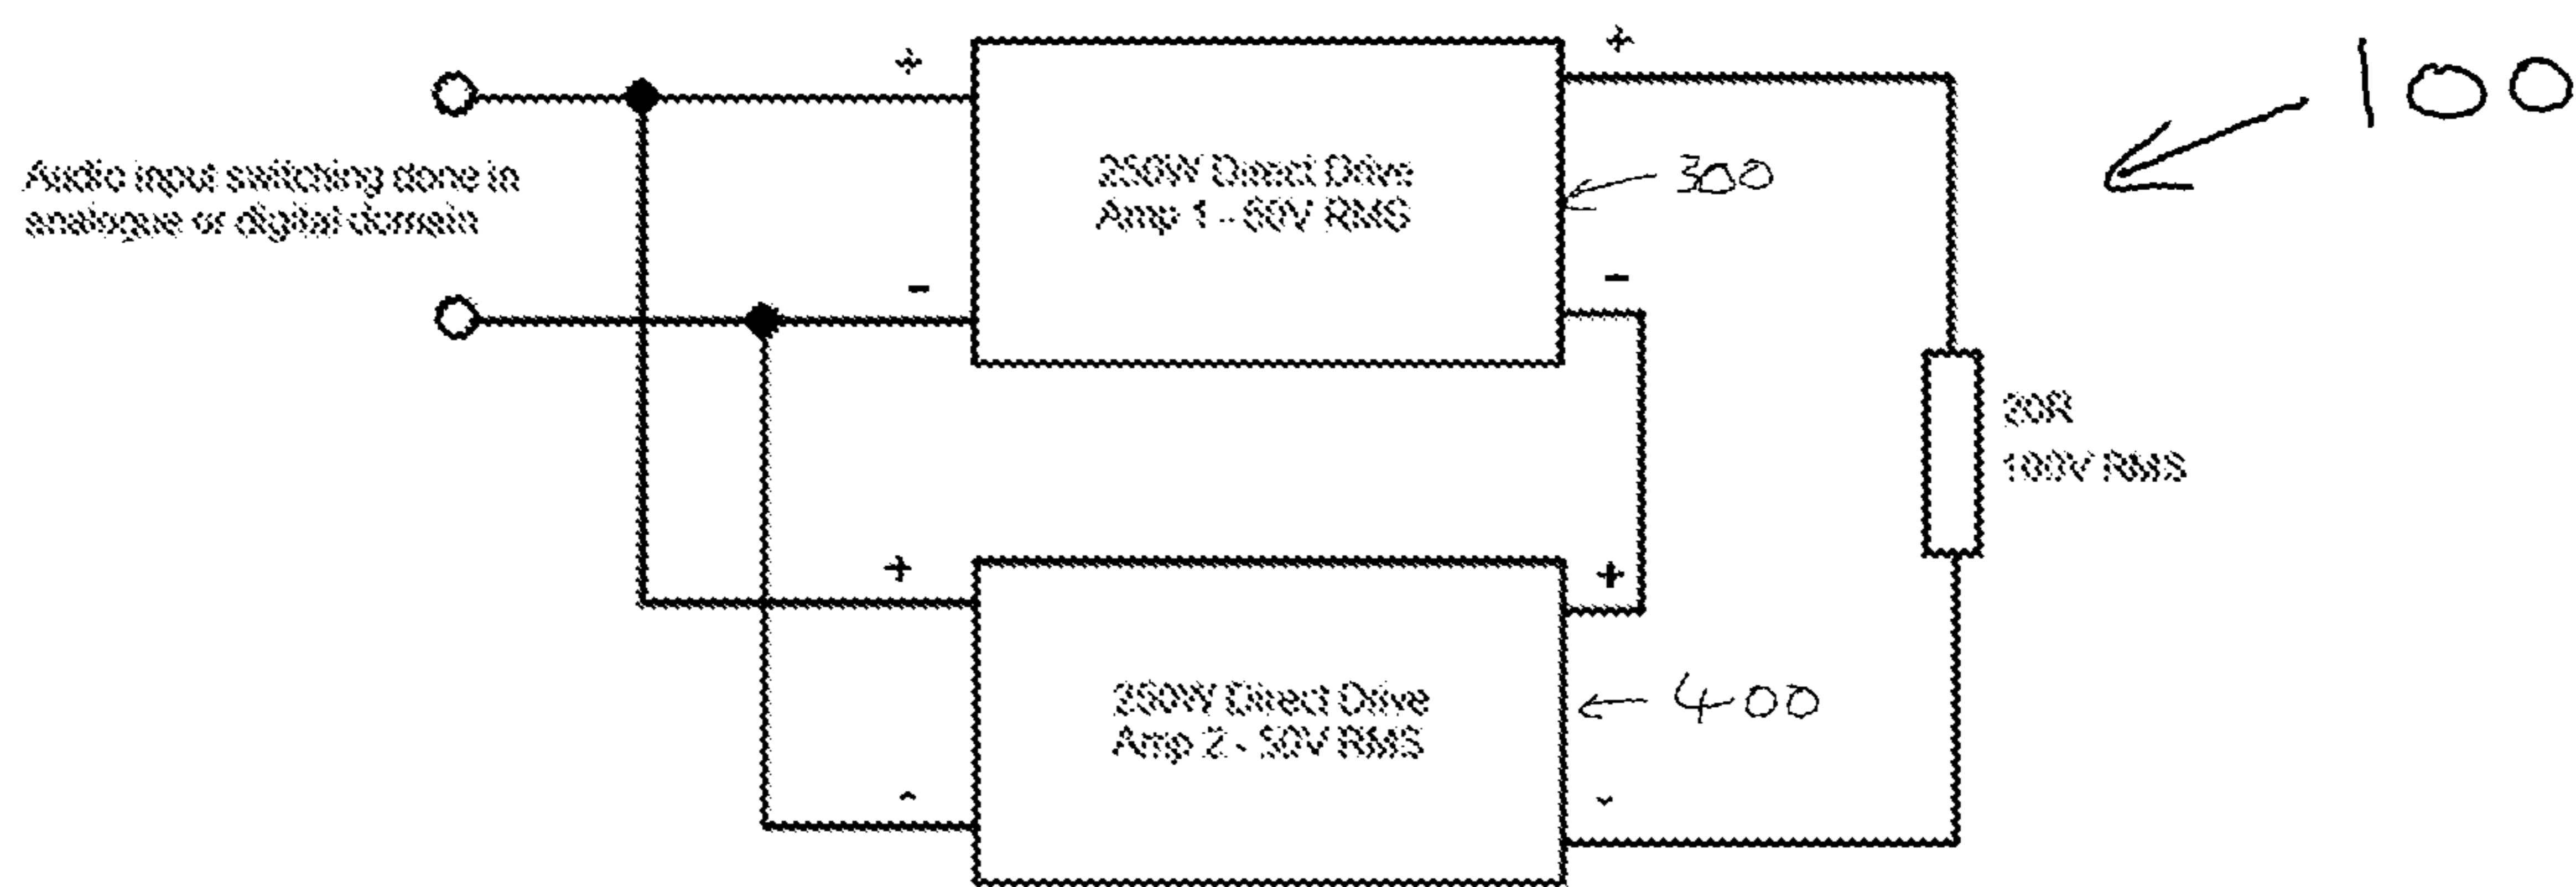 100
+
+
Audio input switching done in
analogue or digital domain
250W Direct Drive
Amp 1 - 50V RMS
300
-
-
20R
100V RMS
+
+
250W Direct Drive
Amp 2 - 50V RMS
400
-
-